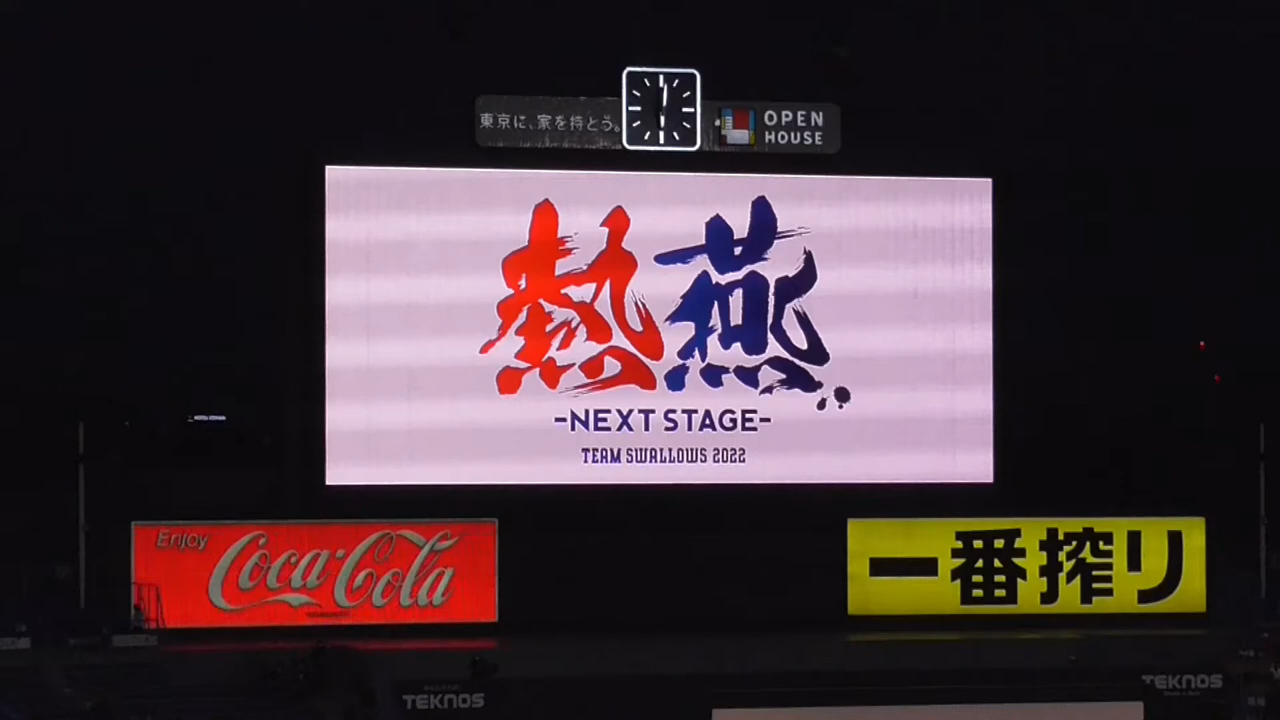 東京に、家を持とう。
OPEN
HOUSE
熱燕
-NEXT STAGE-
TEAM SWALLOWS 2022
Enjoy
Coca-Cola
一番搾り
TEKNOS
TEKNOS